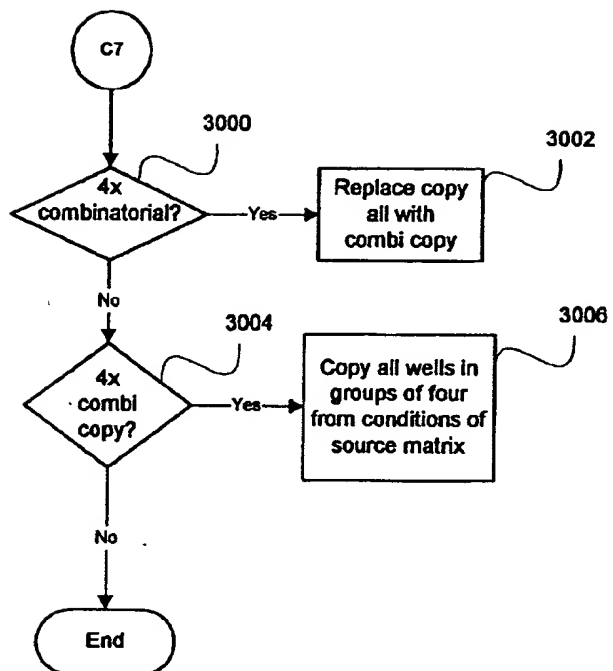 C7
3000
4x
combinatorial?
Yes
3002
Replace copy
all with
combi copy
No
3004
4x
combi
copy?
Yes
3006
Copy all wells in
groups of four
from conditions of
source matrix
No
End